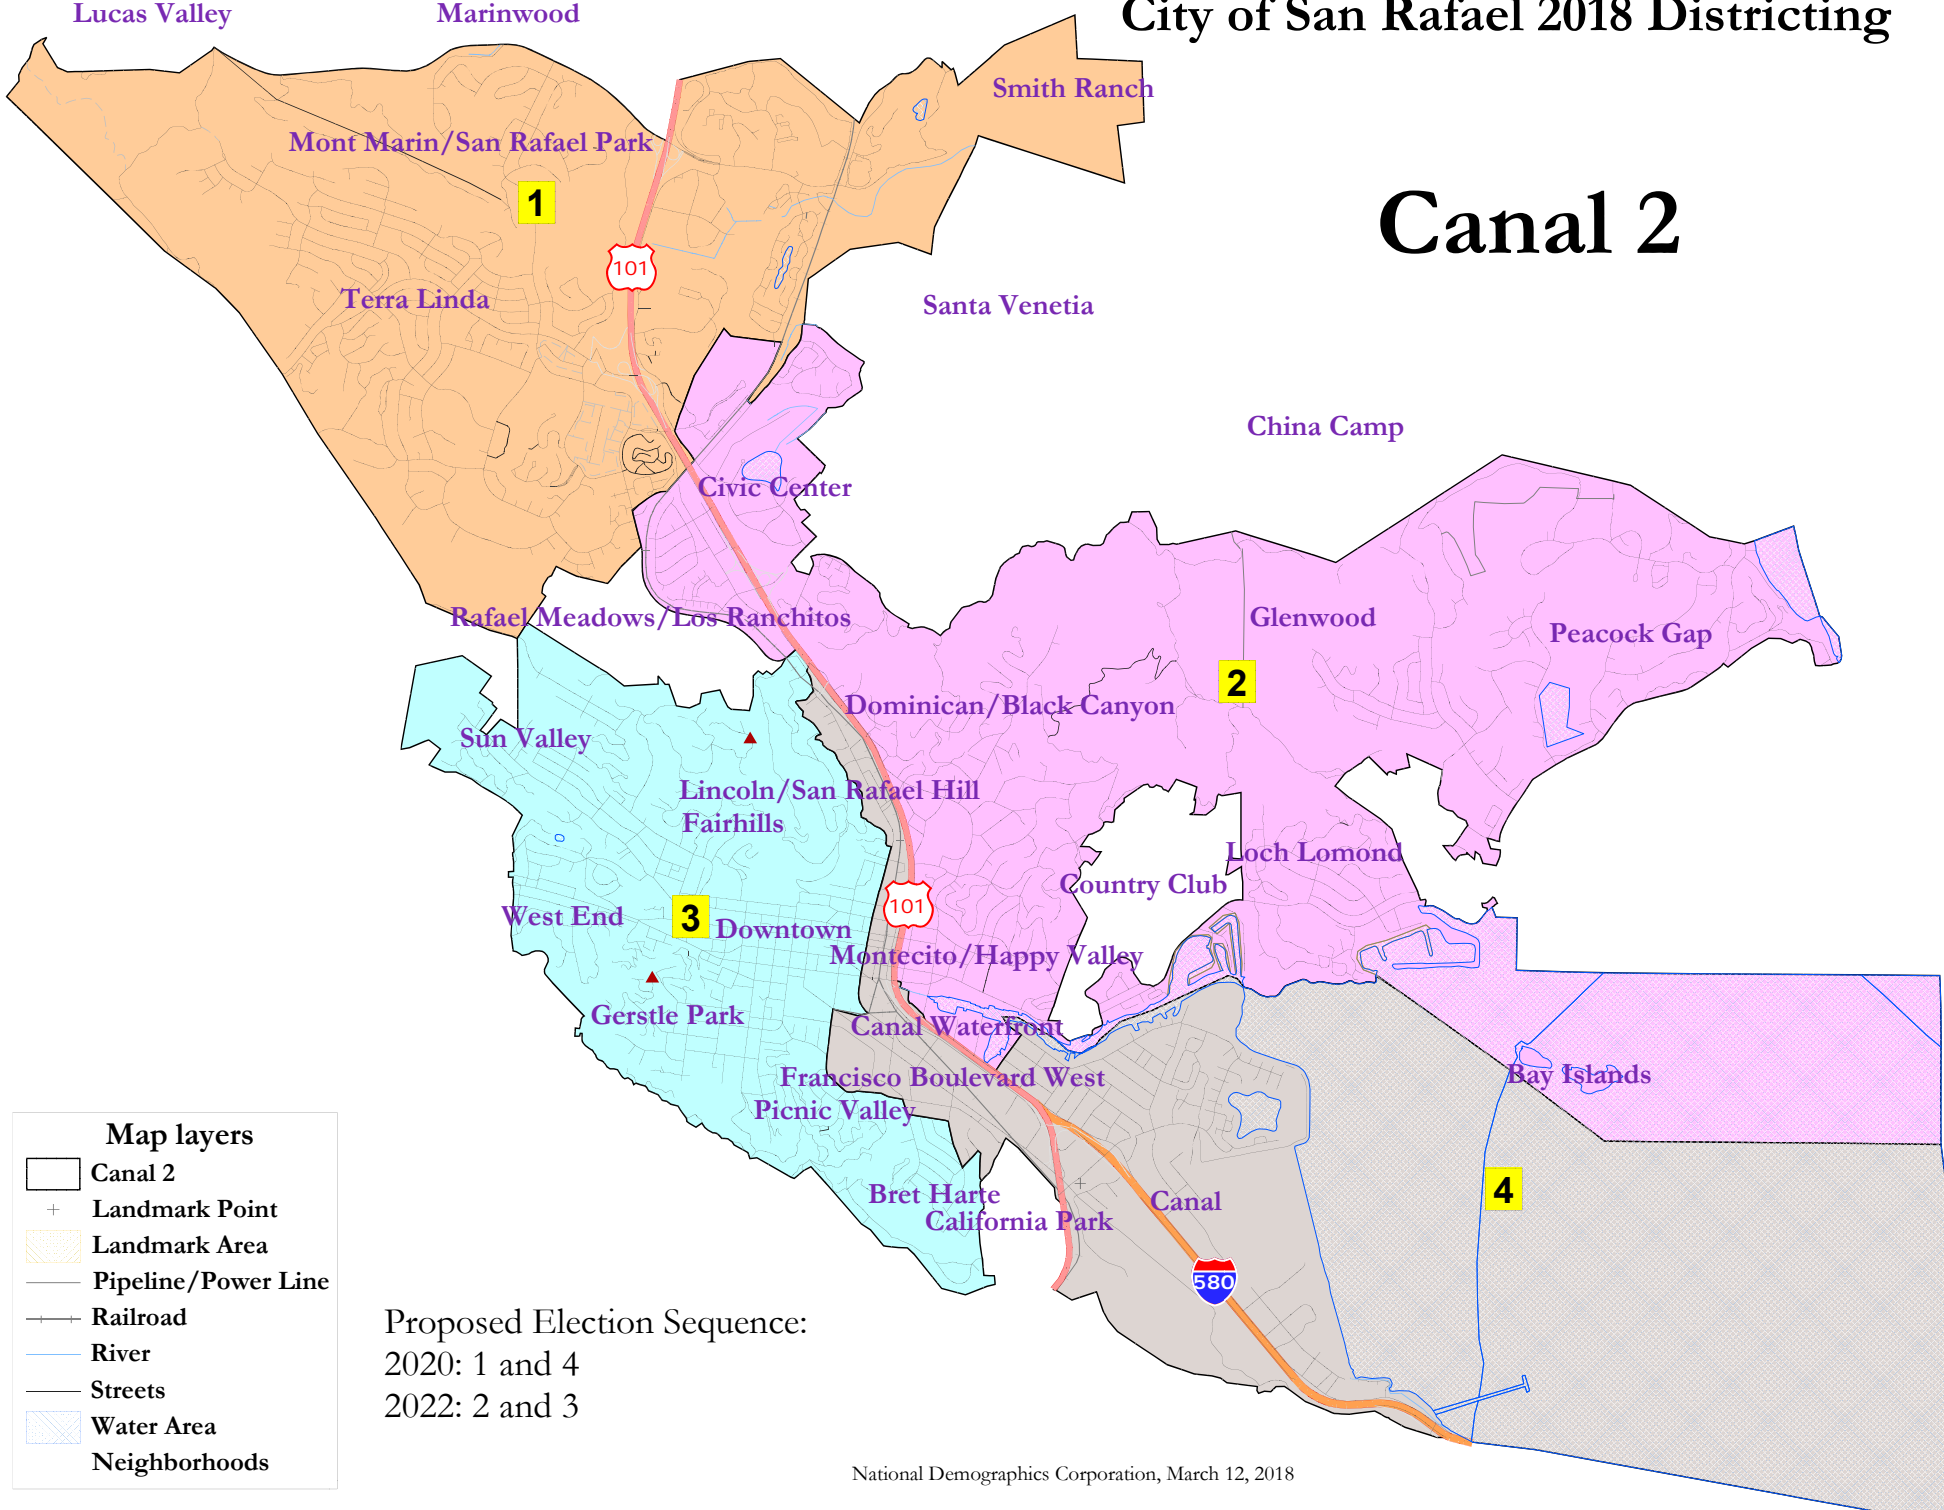 City of San Rafael 2018 Districting
Lucas Valley
Marinwood
Smith Ranch
Mont Marin/San Rafael Park
1
Canal 2
101
Terra Linda
Santa Venetia
China Camp
Civic Center
Rafael Meadows/Los Ranchitos
Glenwood
Peacock Gap
2
Dominican/Black Canyon
Sun Valley
Lincoln/San Rafael Hill
Fairhills
Loch Lomond
Country Club
101
West End
3
Downtown
Montecito/Happy Valley
Gerstle Park
Canal Waterfront
Francisco Boulevard West
Bay Islands
Picnic Valley
4
Bret Harte
Canal
California Park
580
Map layers
Canal 2
Landmark Point
Landmark Area
Pipeline/Power Line
Railroad
River
Streets
Water Area
Neighborhoods
Proposed Election Sequence:
2020: 1 and 4
2022: 2 and 3
National Demographics Corporation, March 12, 2018